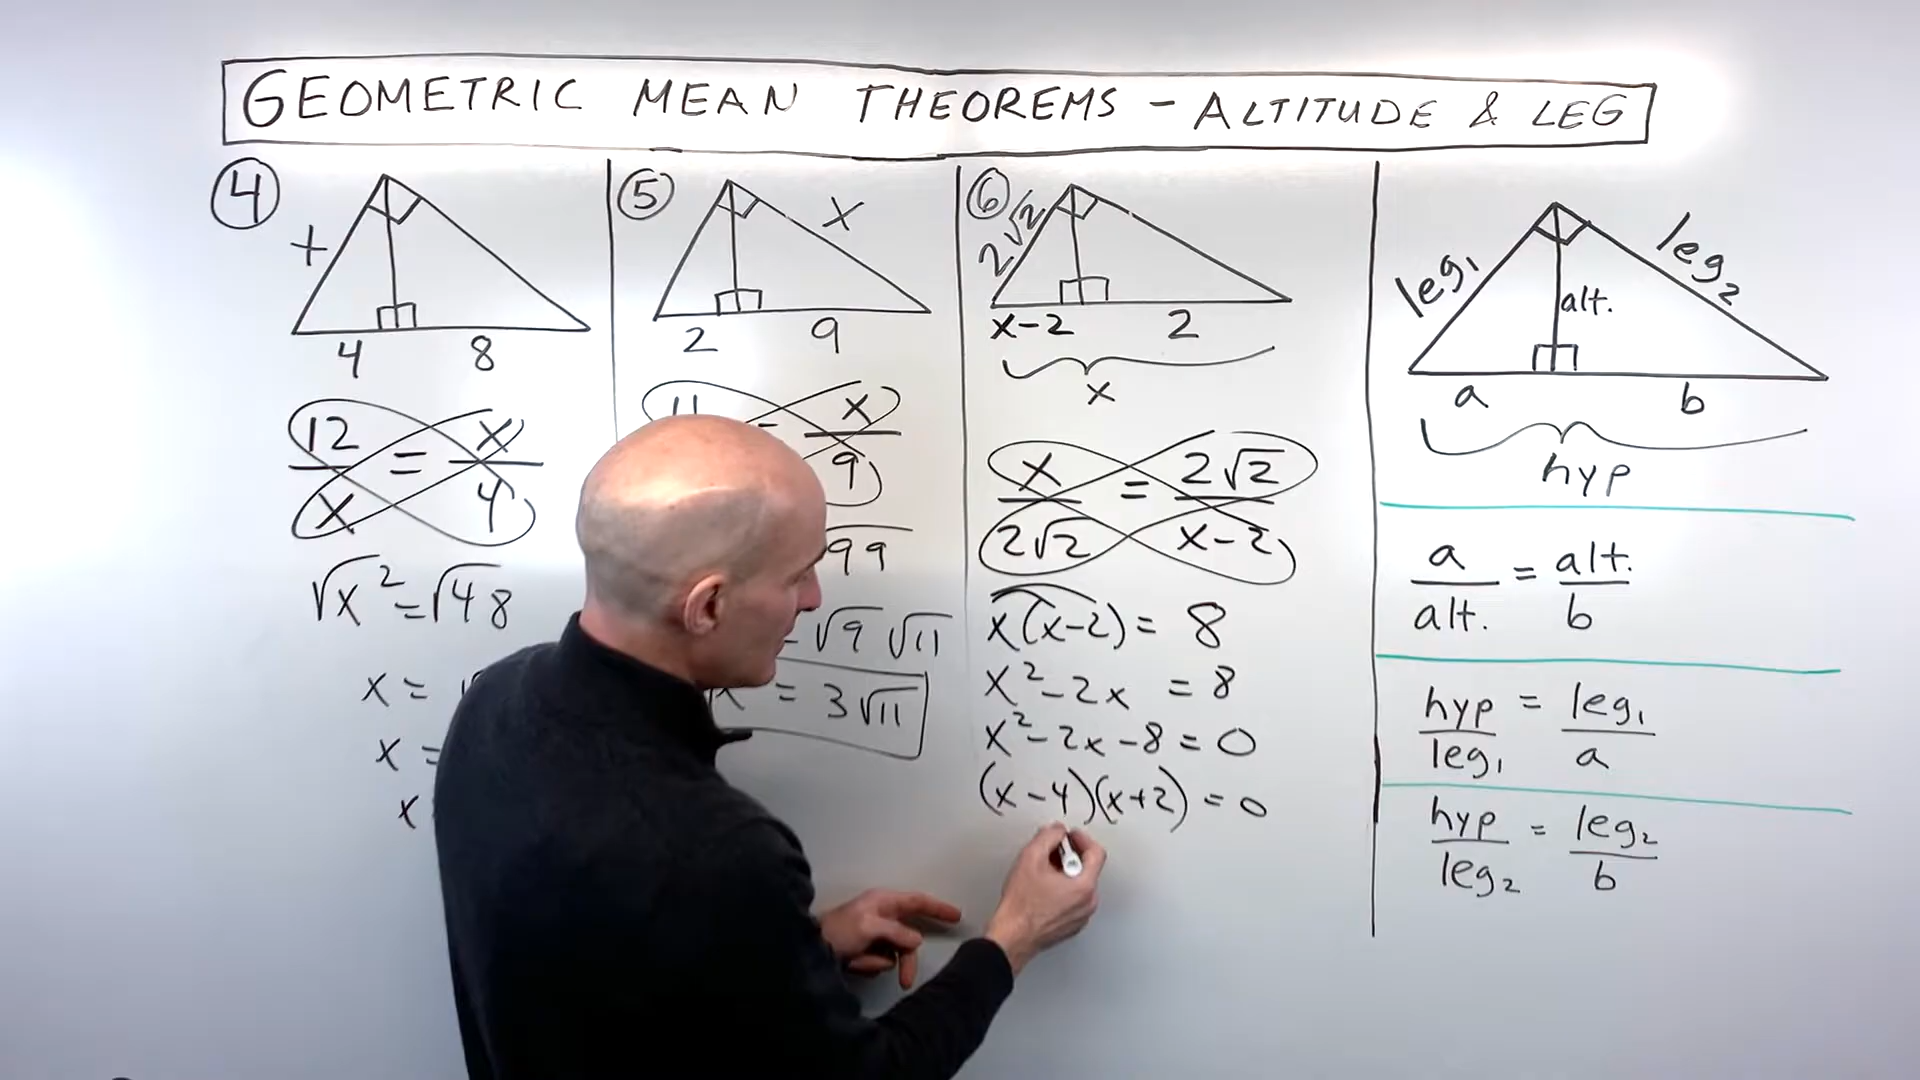 GEOMETRIC MEAN THEOREMS - ALTITUDE & LEG
④
x
4 8
12/x = x/4
√x² = √48
x = √
x =
x
⑤
x
2 9
11 = x/9
99
= √9 √11
x = 3√11
⑥
2√2
x-2 2
x
x/2√2 = 2√2/x-2
x(x-2) = 8
x²-2x = 8
x²-2x-8=0
(x-4)(x+2) = 0
leg₁ leg₂
alt.
a b
hyp
a/alt. = alt./b
hyp/leg₁ = leg₁/a
hyp/leg₂ = leg₂/b